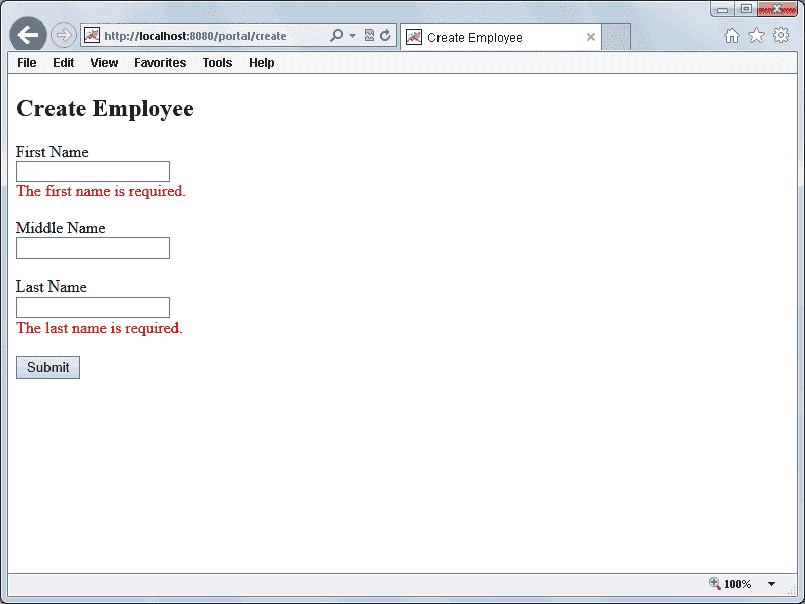 http://localhost:8080/portal/create
Create Employee
File Edit View Favorites Tools Help
Create Employee
First Name
The first name is required.
Middle Name
Last Name
The last name is required.
Submit
100%